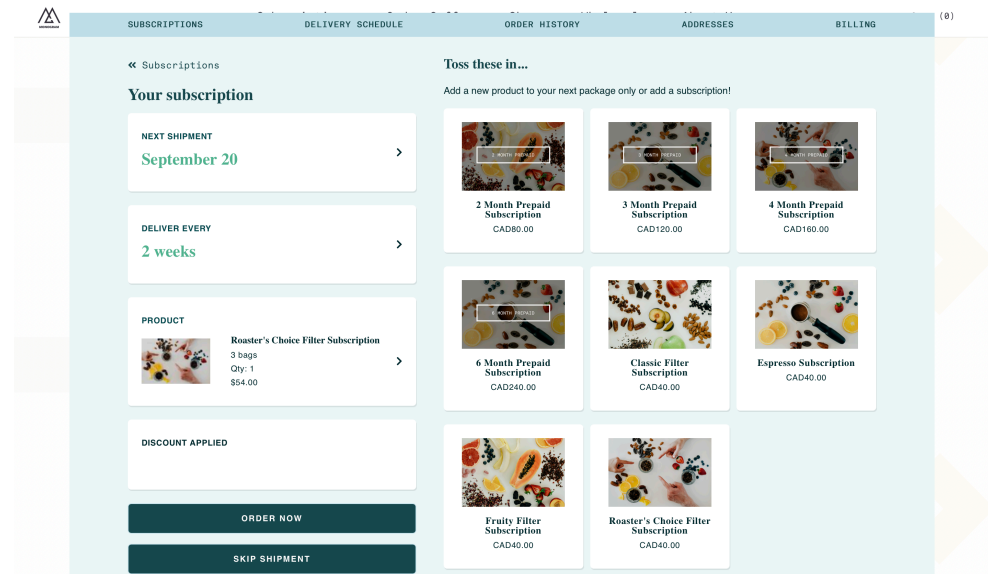 (0)
SUBSCRIPTIONS
DELIVERY SCHEDULE
ORDER HISTORY
ADDRESSES
BILLING
« Subscriptions
Your subscription
NEXT SHIPMENT
September 20
DELIVER EVERY
2 weeks
PRODUCT
Roaster's Choice Filter Subscription
3 bags
Qty: 1
$54.00
DISCOUNT APPLIED
ORDER NOW
SKIP SHIPMENT
Toss these in...
Add a new product to your next package only or add a subscription!
2 MONTH PREPAID
2 Month Prepaid
Subscription
CAD80.00
3 MONTH PREPAID
3 Month Prepaid
Subscription
CAD120.00
4 MONTH PREPAID
4 Month Prepaid
Subscription
CAD160.00
6 MONTH PREPAID
6 Month Prepaid
Subscription
CAD240.00
Classic Filter
Subscription
CAD40.00
Espresso Subscription
CAD40.00
Fruity Filter
Subscription
CAD40.00
Roaster's Choice Filter
Subscription
CAD40.00